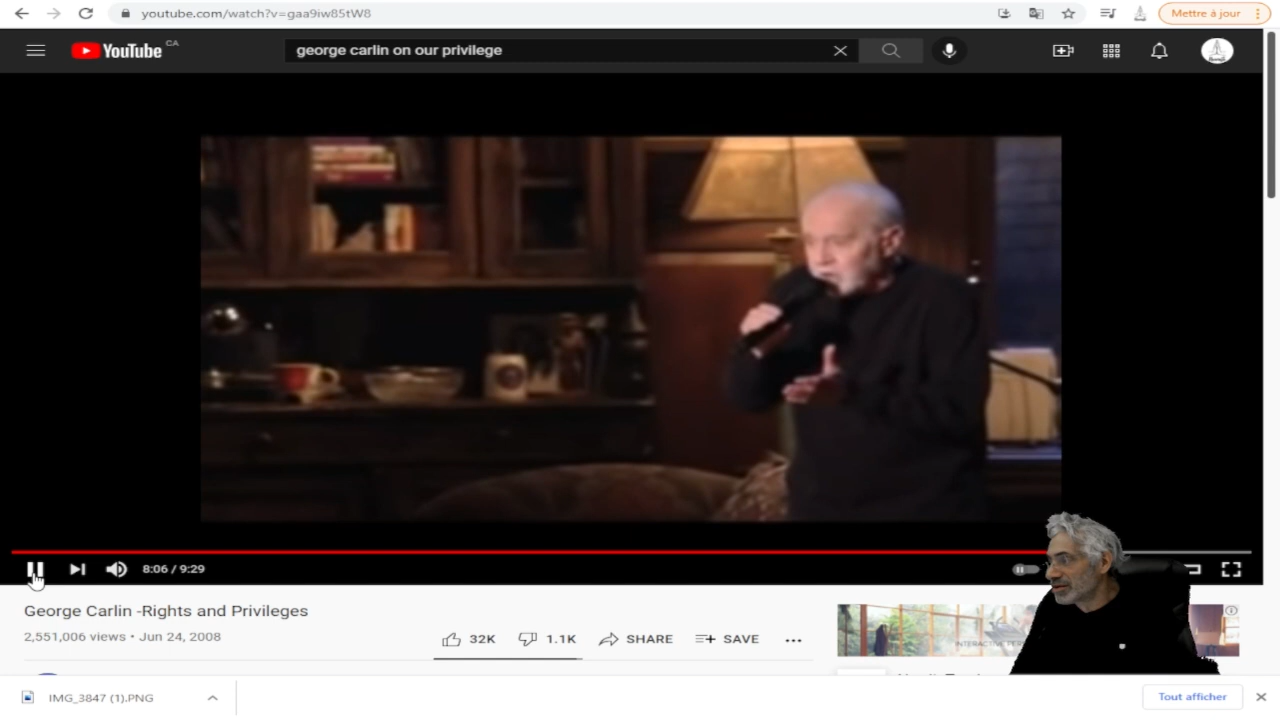 youtube.com/watch?v=gaa9iw85tW8
Mettre à jour
YouTube CA
george carlin on our privilege
8:06 / 9:29
George Carlin -Rights and Privileges
2,551,006 views • Jun 24, 2008
32K
1.1K
SHARE
SAVE
INTERACTIVE
IMG_3847 (1).PNG
Tout afficher